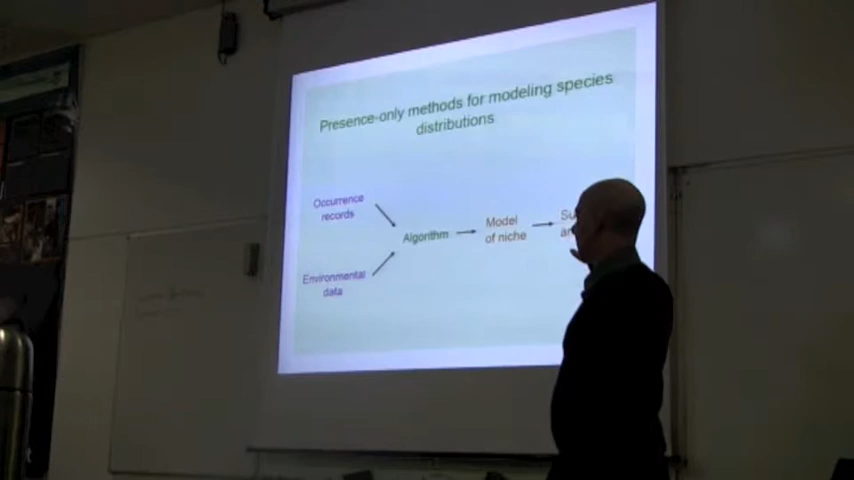 Presence-only methods for modeling species
distributions
Occurrence
records
Algorithm
Model
of niche
Environmental
data